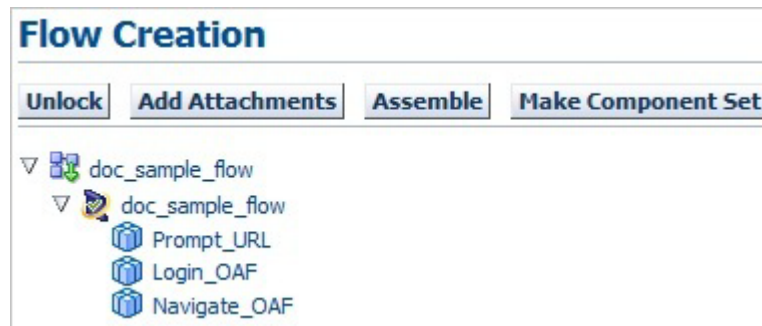 Flow Creation
Unlock Add Attachments Assemble Make Component Set
doc_sample_flow
doc_sample_flow
Prompt_URL
Login_OAF
Navigate_OAF